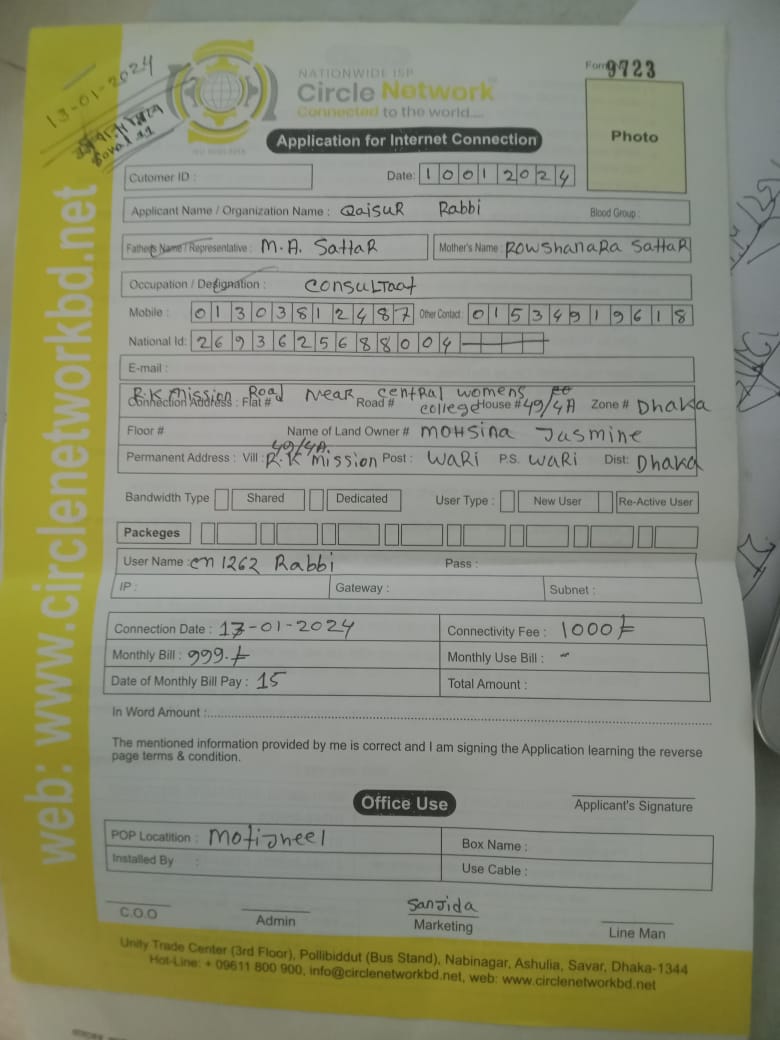 13-01-2024
web: www.circlenetworkbd.net
NATIONWIDE ISP
Circle Network
Connected to the world....
Form 9723
Photo
Application for Internet Connection
Cutomer ID :
Date: 10012024
Applicant Name / Organization Name : Qaisur Rabbi Blood Group :
Father's Name / Representative : M.A. Sattar Mother's Name : Rowshanara Sattar
Occupation / Designation :
Mobile : 01303812487 Other Contact 01534919618
National Id: 2693625688004
E-mail :
R.K Mission Road Near central womens
Connection Address : Flat # Road # college House # 49/4A Zone # Dhaka
Floor # Name of Land Owner # Mohsina Jasmine
49/4A
Permanent Address : Vill : R.K Mission Post : Wari P.S. Wari Dist: Dhaka
Bandwidth Type Shared Dedicated User Type : New User Re-Active User
Packeges
User Name : cn1262 Rabbi Pass :
IP : Gateway : Subnet :
Connection Date : 13-01-2024 Connectivity Fee : 1000/=
Monthly Bill : 999./= Monthly Use Bill : -
Date of Monthly Bill Pay : 15 Total Amount :
In Word Amount :
The mentioned information provided by me is correct and I am signing the Application learning the reverse
page terms & condition.
Applicant's Signature
Office Use
POP Locatition : Motijheel Box Name :
Installed By : Use Cable :
Sanjida
C.O.O Admin Marketing Line Man
Unity Trade Center (3rd Floor), Pollibiddut (Bus Stand), Nabinagar, Ashulia, Savar, Dhaka-1344
Hot-Line: + 09611 800 900, info@circlenetworkbd.net, web: www.circlenetworkbd.net